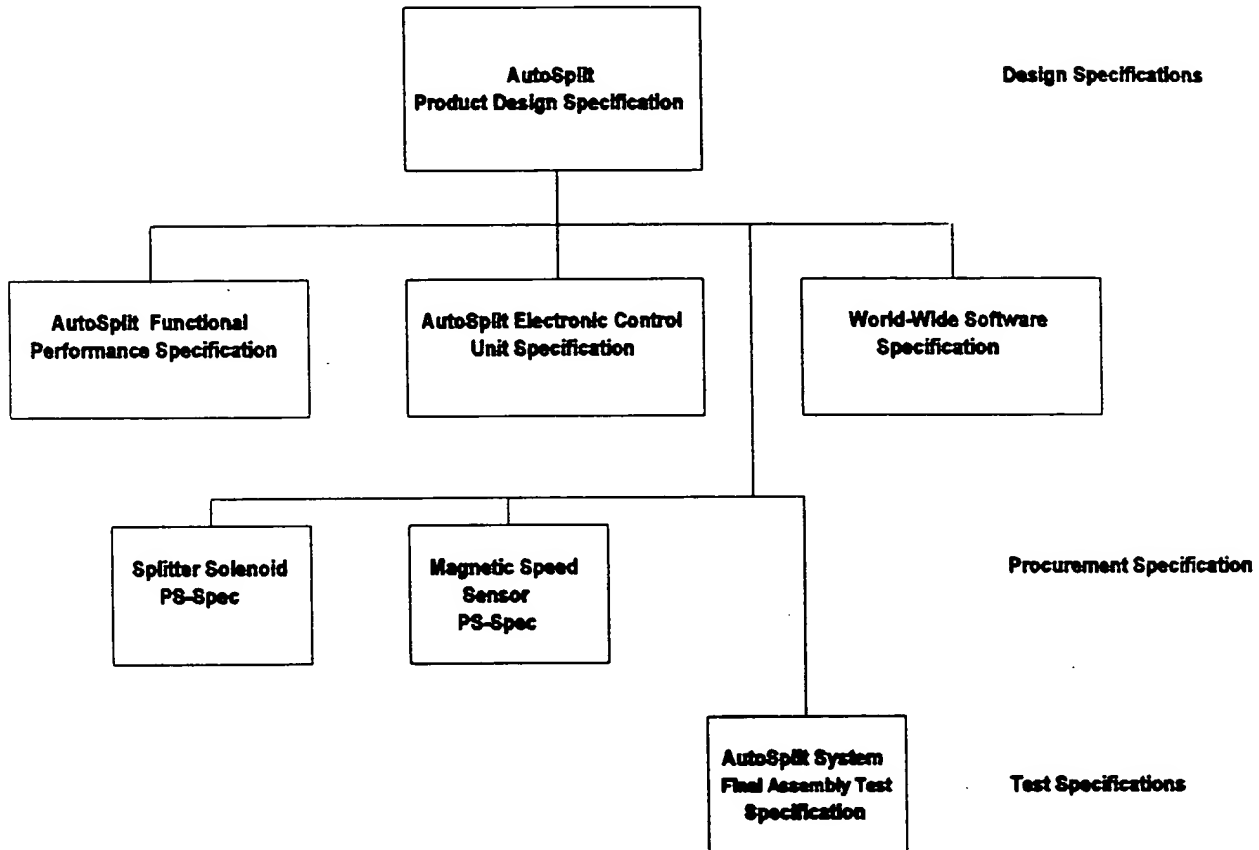 AutoSplit
Product Design Specification
Design Specifications
AutoSplit Functional
Performance Specification
AutoSplit Electronic Control
Unit Specification
World-Wide Software
Specification
Splitter Solenoid
PS-Spec
Magnetic Speed
Sensor
PS-Spec
Procurement Specification
AutoSplit System
Final Assembly Test
Specification
Test Specifications